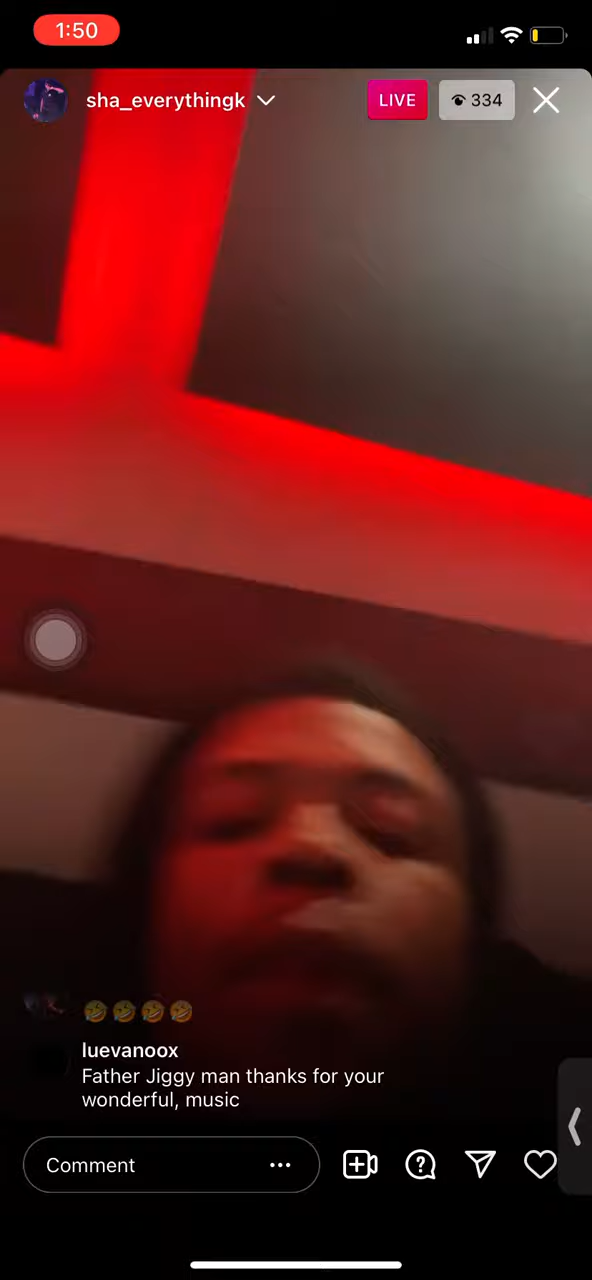 1:50
sha_everythingk
LIVE
334
luevanoox
Father Jiggy man thanks for your
wonderful, music
Comment